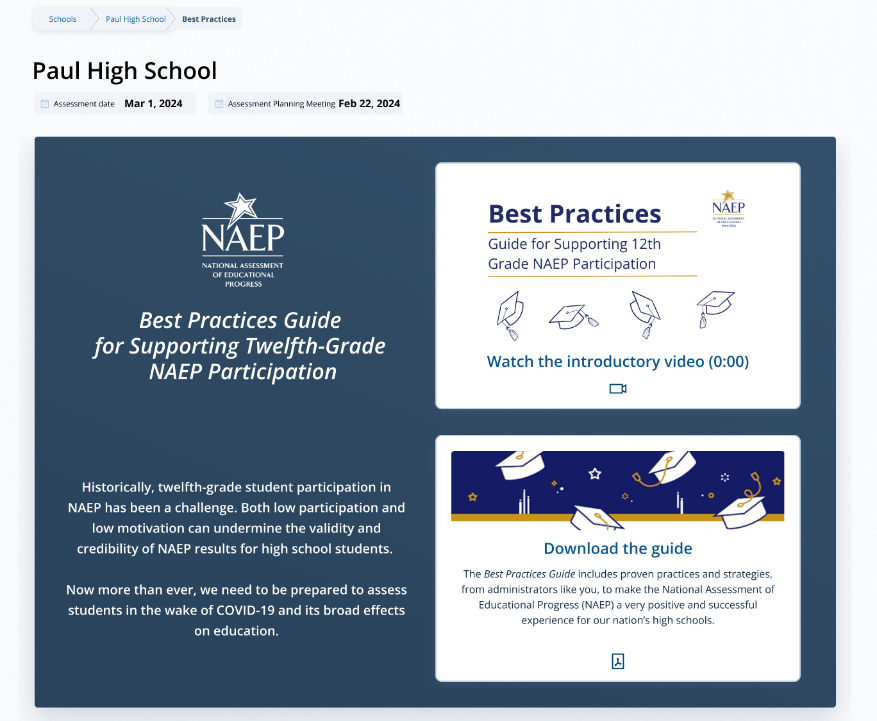 Schools
Paul High School
Best Practices
Paul High School
Assessment date Mar 1, 2024
Assessment Planning Meeting Feb 22, 2024
NAEP
NATIONAL ASSESSMENT
OF EDUCATIONAL
PROGRESS
Best Practices Guide
for Supporting Twelfth-Grade
NAEP Participation
Historically, twelfth-grade student participation in
NAEP has been a challenge. Both low participation and
low motivation can undermine the validity and
credibility of NAEP results for high school students.
Now more than ever, we need to be prepared to assess
students in the wake of COVID-19 and its broad effects
on education.
Best Practices
Guide for Supporting 12th
Grade NAEP Participation
NAEP
NATIONAL ASSESSMENT
OF EDUCATIONAL
PROGRESS
Watch the introductory video (0:00)
Download the guide
The Best Practices Guide includes proven practices and strategies,
from administrators like you, to make the National Assessment of
Educational Progress (NAEP) a very positive and successful
experience for our nation's high schools.